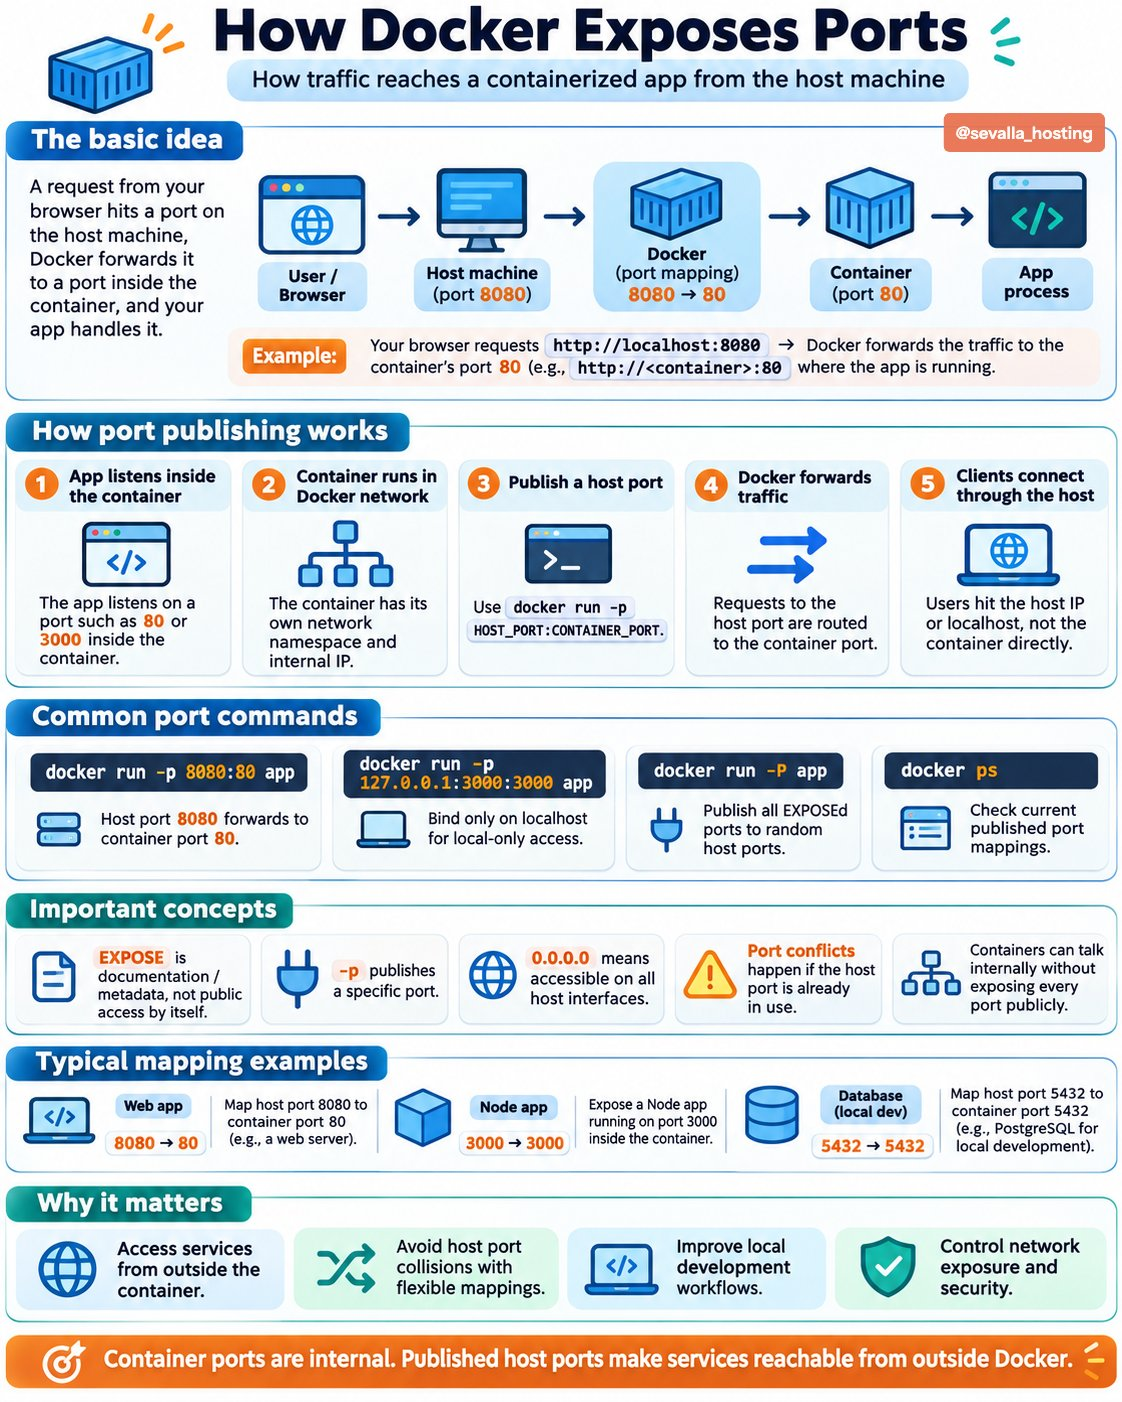 How Docker Exposes Ports
How traffic reaches a containerized app from the host machine
@sevalla_hosting
The basic idea
A request from your
browser hits a port on
the host machine,
Docker forwards it
to a port inside the
container, and your
app handles it.
User /
Browser
Host machine
(port 8080)
Docker
(port mapping)
8080 → 80
Container
(port 80)
App
process
</>
Example:
Your browser requests http://localhost:8080 → Docker forwards the traffic to the
container's port 80 (e.g., http://<container>:80 where the app is running.
How port publishing works
1 App listens inside
the container
</>
The app listens on a
port such as 80 or
3000 inside the
container.
2 Container runs in
Docker network
The container has its
own network
namespace and
internal IP.
3 Publish a host port
>_
Use docker run -p
HOST_PORT:CONTAINER_PORT.
4 Docker forwards
traffic
Requests to the
host port are routed
to the container port.
5 Clients connect
through the host
Users hit the host IP
or localhost, not the
container directly.
Common port commands
docker run -p 8080:80 app
Host port 8080 forwards to
container port 80.
docker run -p
127.0.0.1:3000:3000 app
Bind only on localhost
for local-only access.
docker run -P app
Publish all EXPOSEd
ports to random
host ports.
docker ps
Check current
published port
mappings.
Important concepts
EXPOSE is
documentation /
metadata, not public
access by itself.
-p publishes
a specific port.
0.0.0.0 means
accessible on all
host interfaces.
Port conflicts
happen if the host
port is already
in use.
Containers can talk
internally without
exposing every
port publicly.
Typical mapping examples
</>
Web app
8080 → 80
Map host port 8080 to
container port 80
(e.g., a web server).
Node app
3000 → 3000
Expose a Node app
running on port 3000
inside the container.
Database
(local dev)
5432 → 5432
Map host port 5432 to
container port 5432
(e.g., PostgreSQL for
local development).
Why it matters
Access services
from outside the
container.
Avoid host port
collisions with
flexible mappings.
</>
Improve local
development
workflows.
Control network
exposure and
security.
Container ports are internal. Published host ports make services reachable from outside Docker.